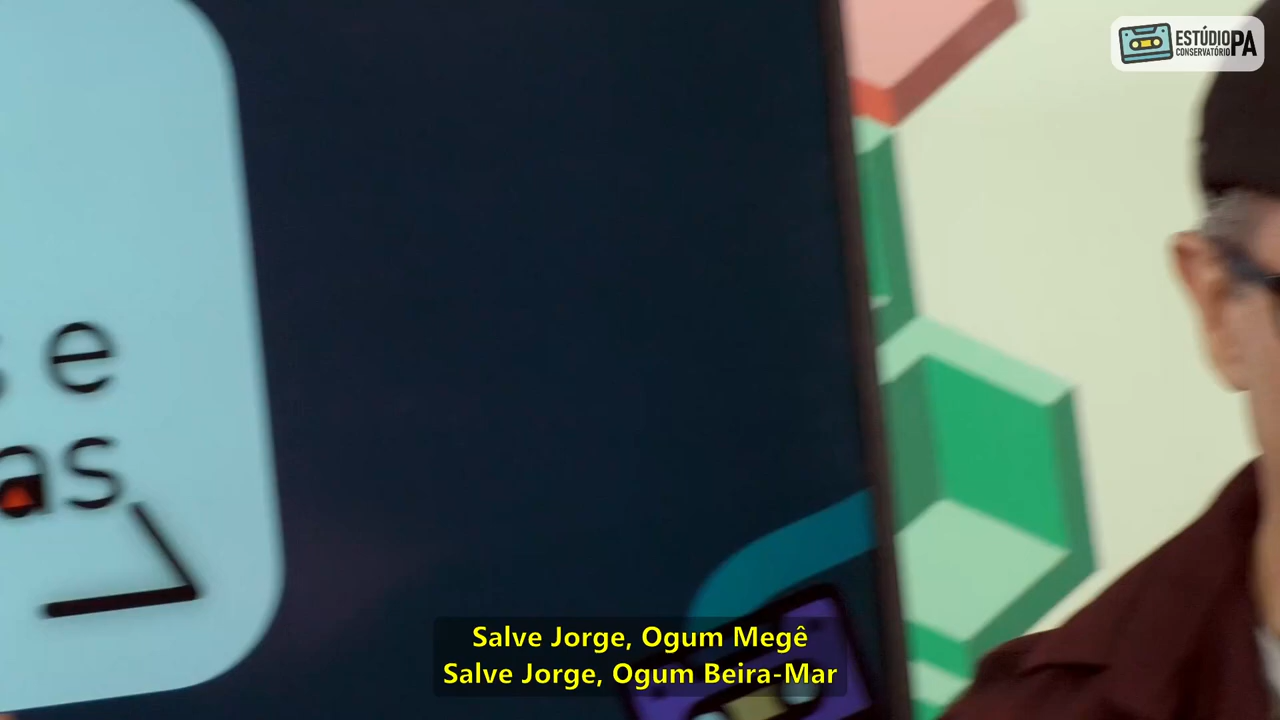 ESTÚDIO PA
CONSERVATÓRIO
e
as
Salve Jorge, Ogum Megê
Salve Jorge, Ogum Beira-Mar